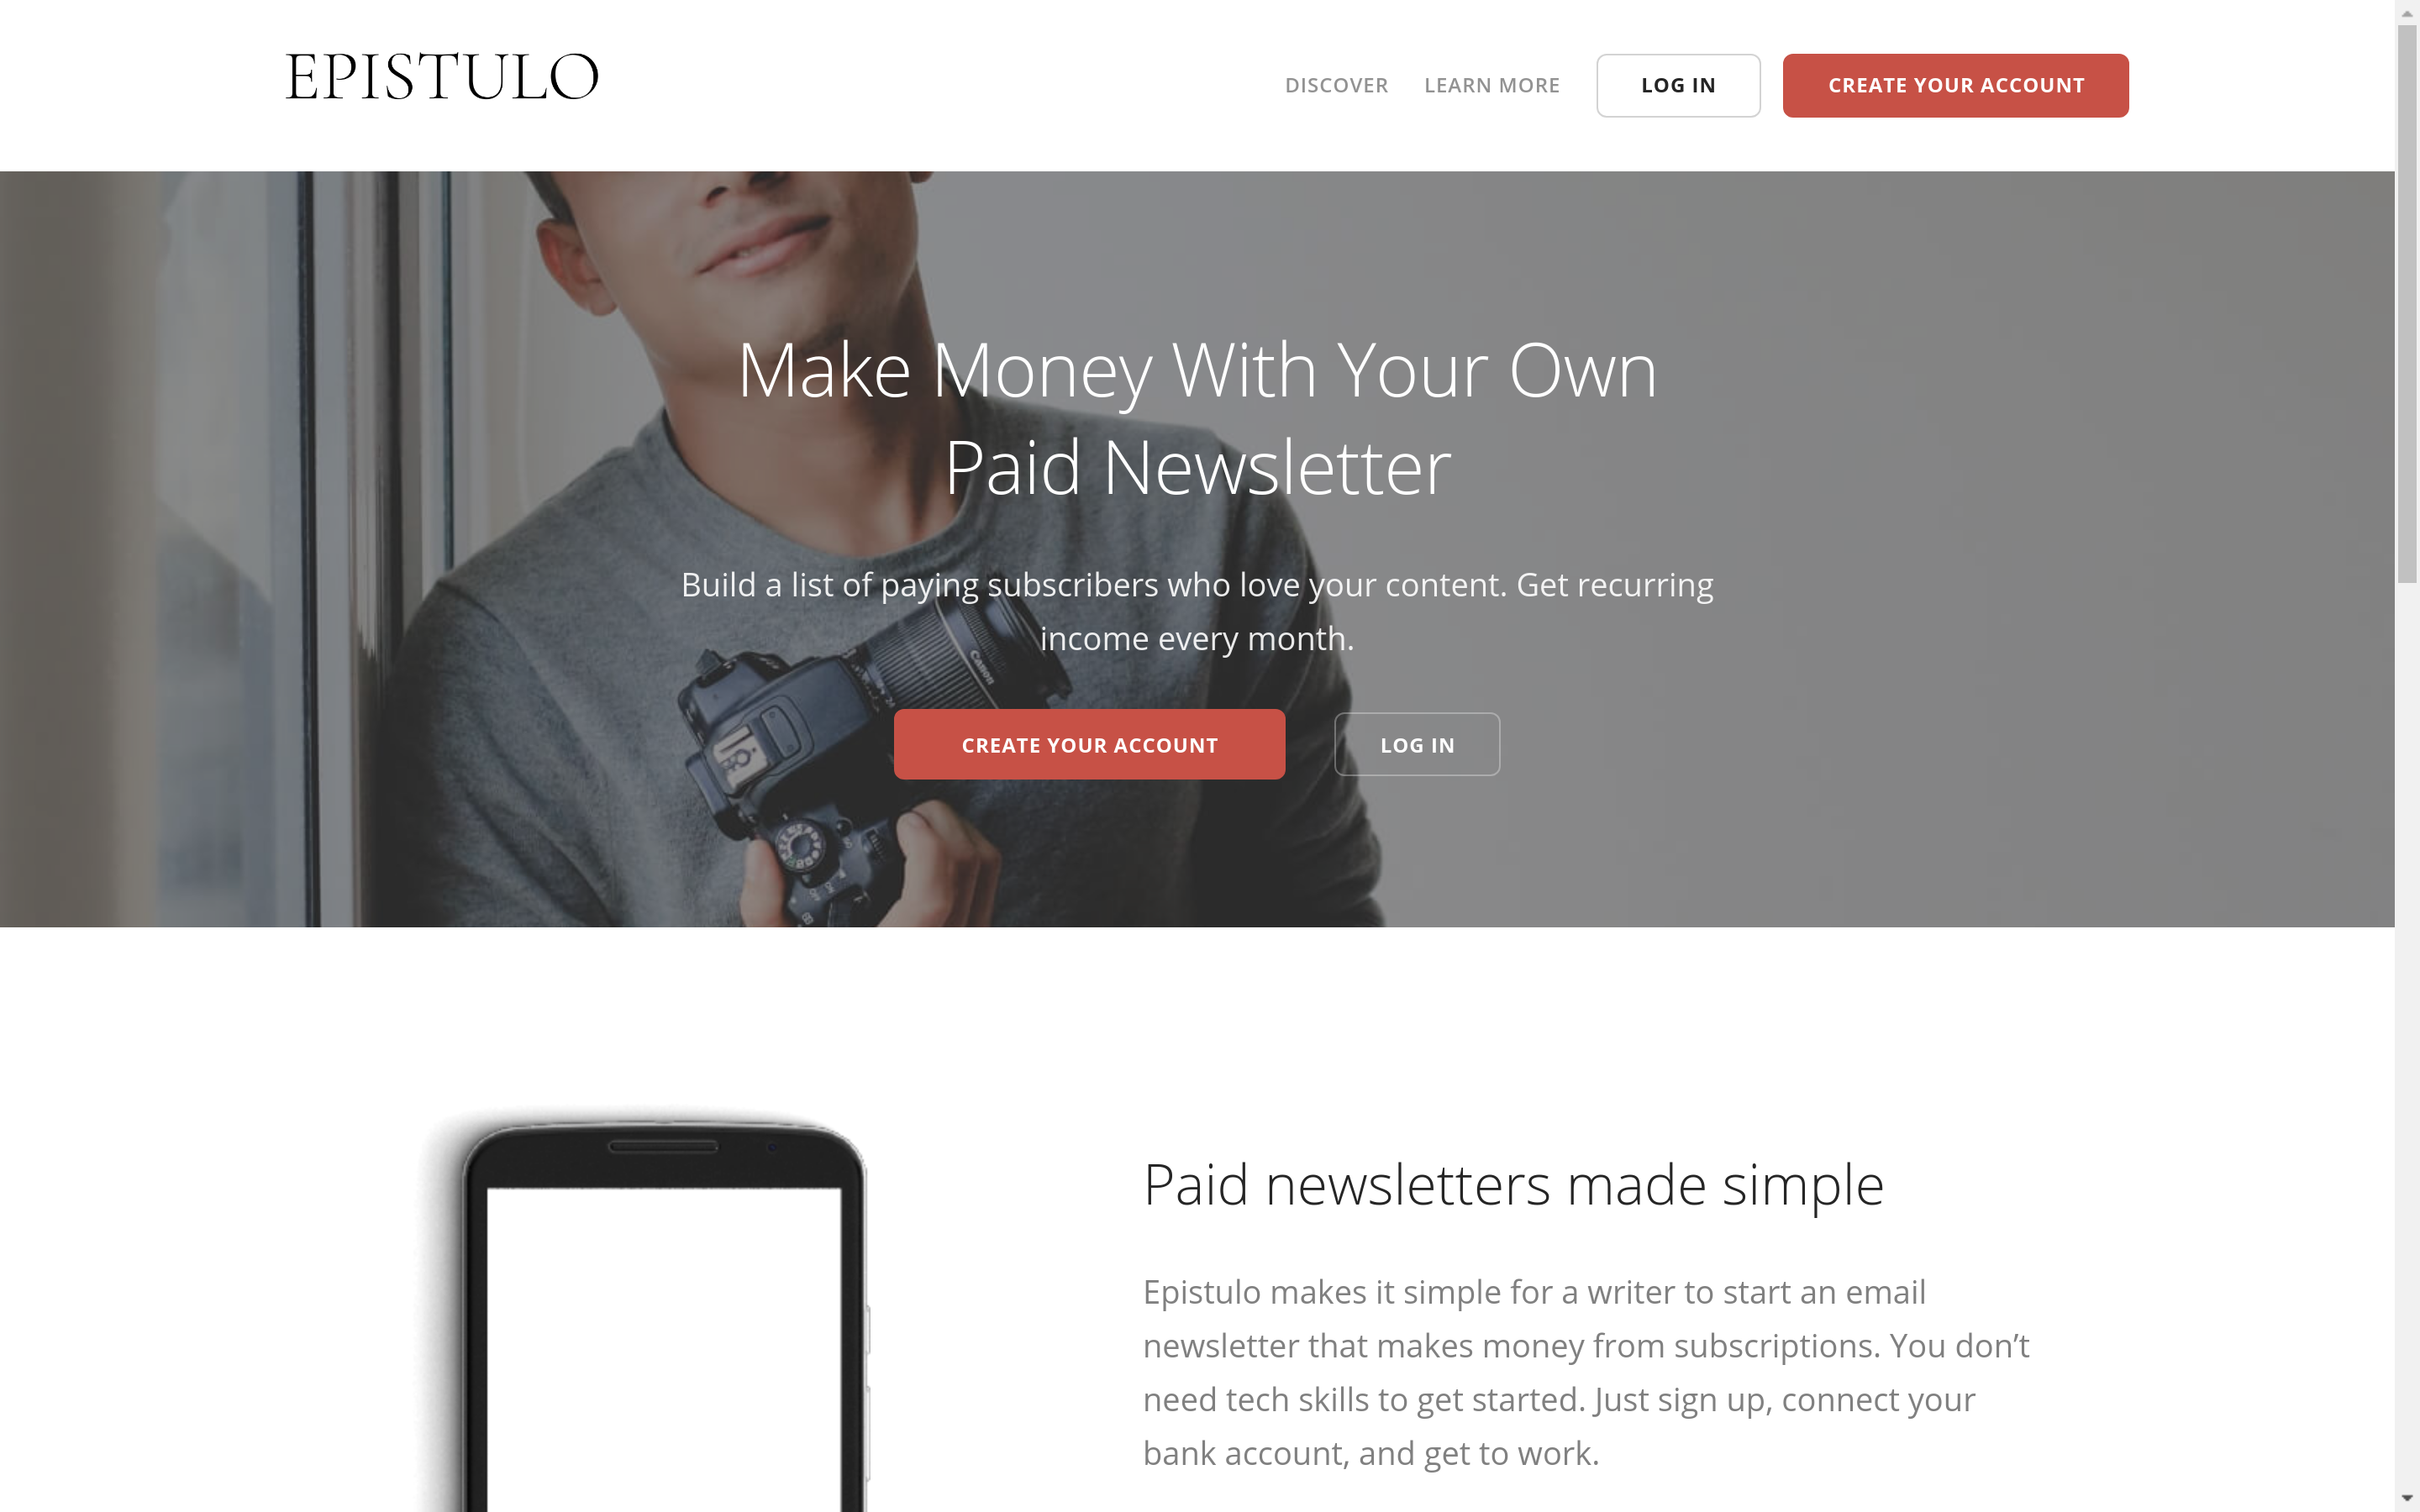 EPISTULO
DISCOVER
LEARN MORE
LOG IN
CREATE YOUR ACCOUNT
Make Money With Your Own
Paid Newsletter
Build a list of paying subscribers who love your content. Get recurring
income every month.
Canon
CREATE YOUR ACCOUNT
LOG IN
Paid newsletters made simple
Epistulo makes it simple for a writer to start an email
newsletter that makes money from subscriptions. You don’t
need tech skills to get started. Just sign up, connect your
bank account, and get to work.